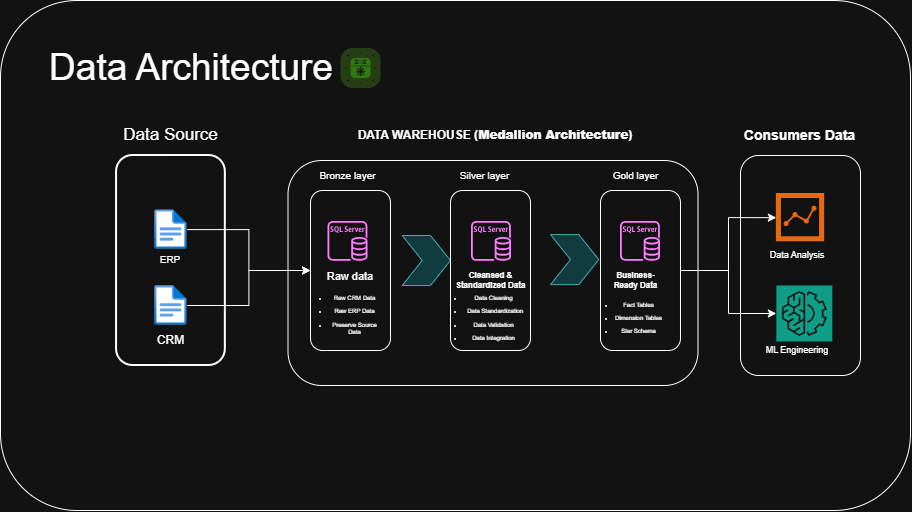 Data Architecture
Data Source
DATA WAREHOUSE (Medallion Architecture)
Consumers Data
Bronze layer
Silver layer
Gold layer
ERP
CRM
SQL Server
Raw data
Raw CRM Data
Raw ERP Data
Preserve Source
Data
SQL Server
Cleansed &
Standardized Data
Data Cleaning
Data Standardization
Data Validation
Data Integration
SQL Server
Business-
Ready Data
Fact Tables
Dimension Tables
Star Schema
Data Analysis
ML Engineering